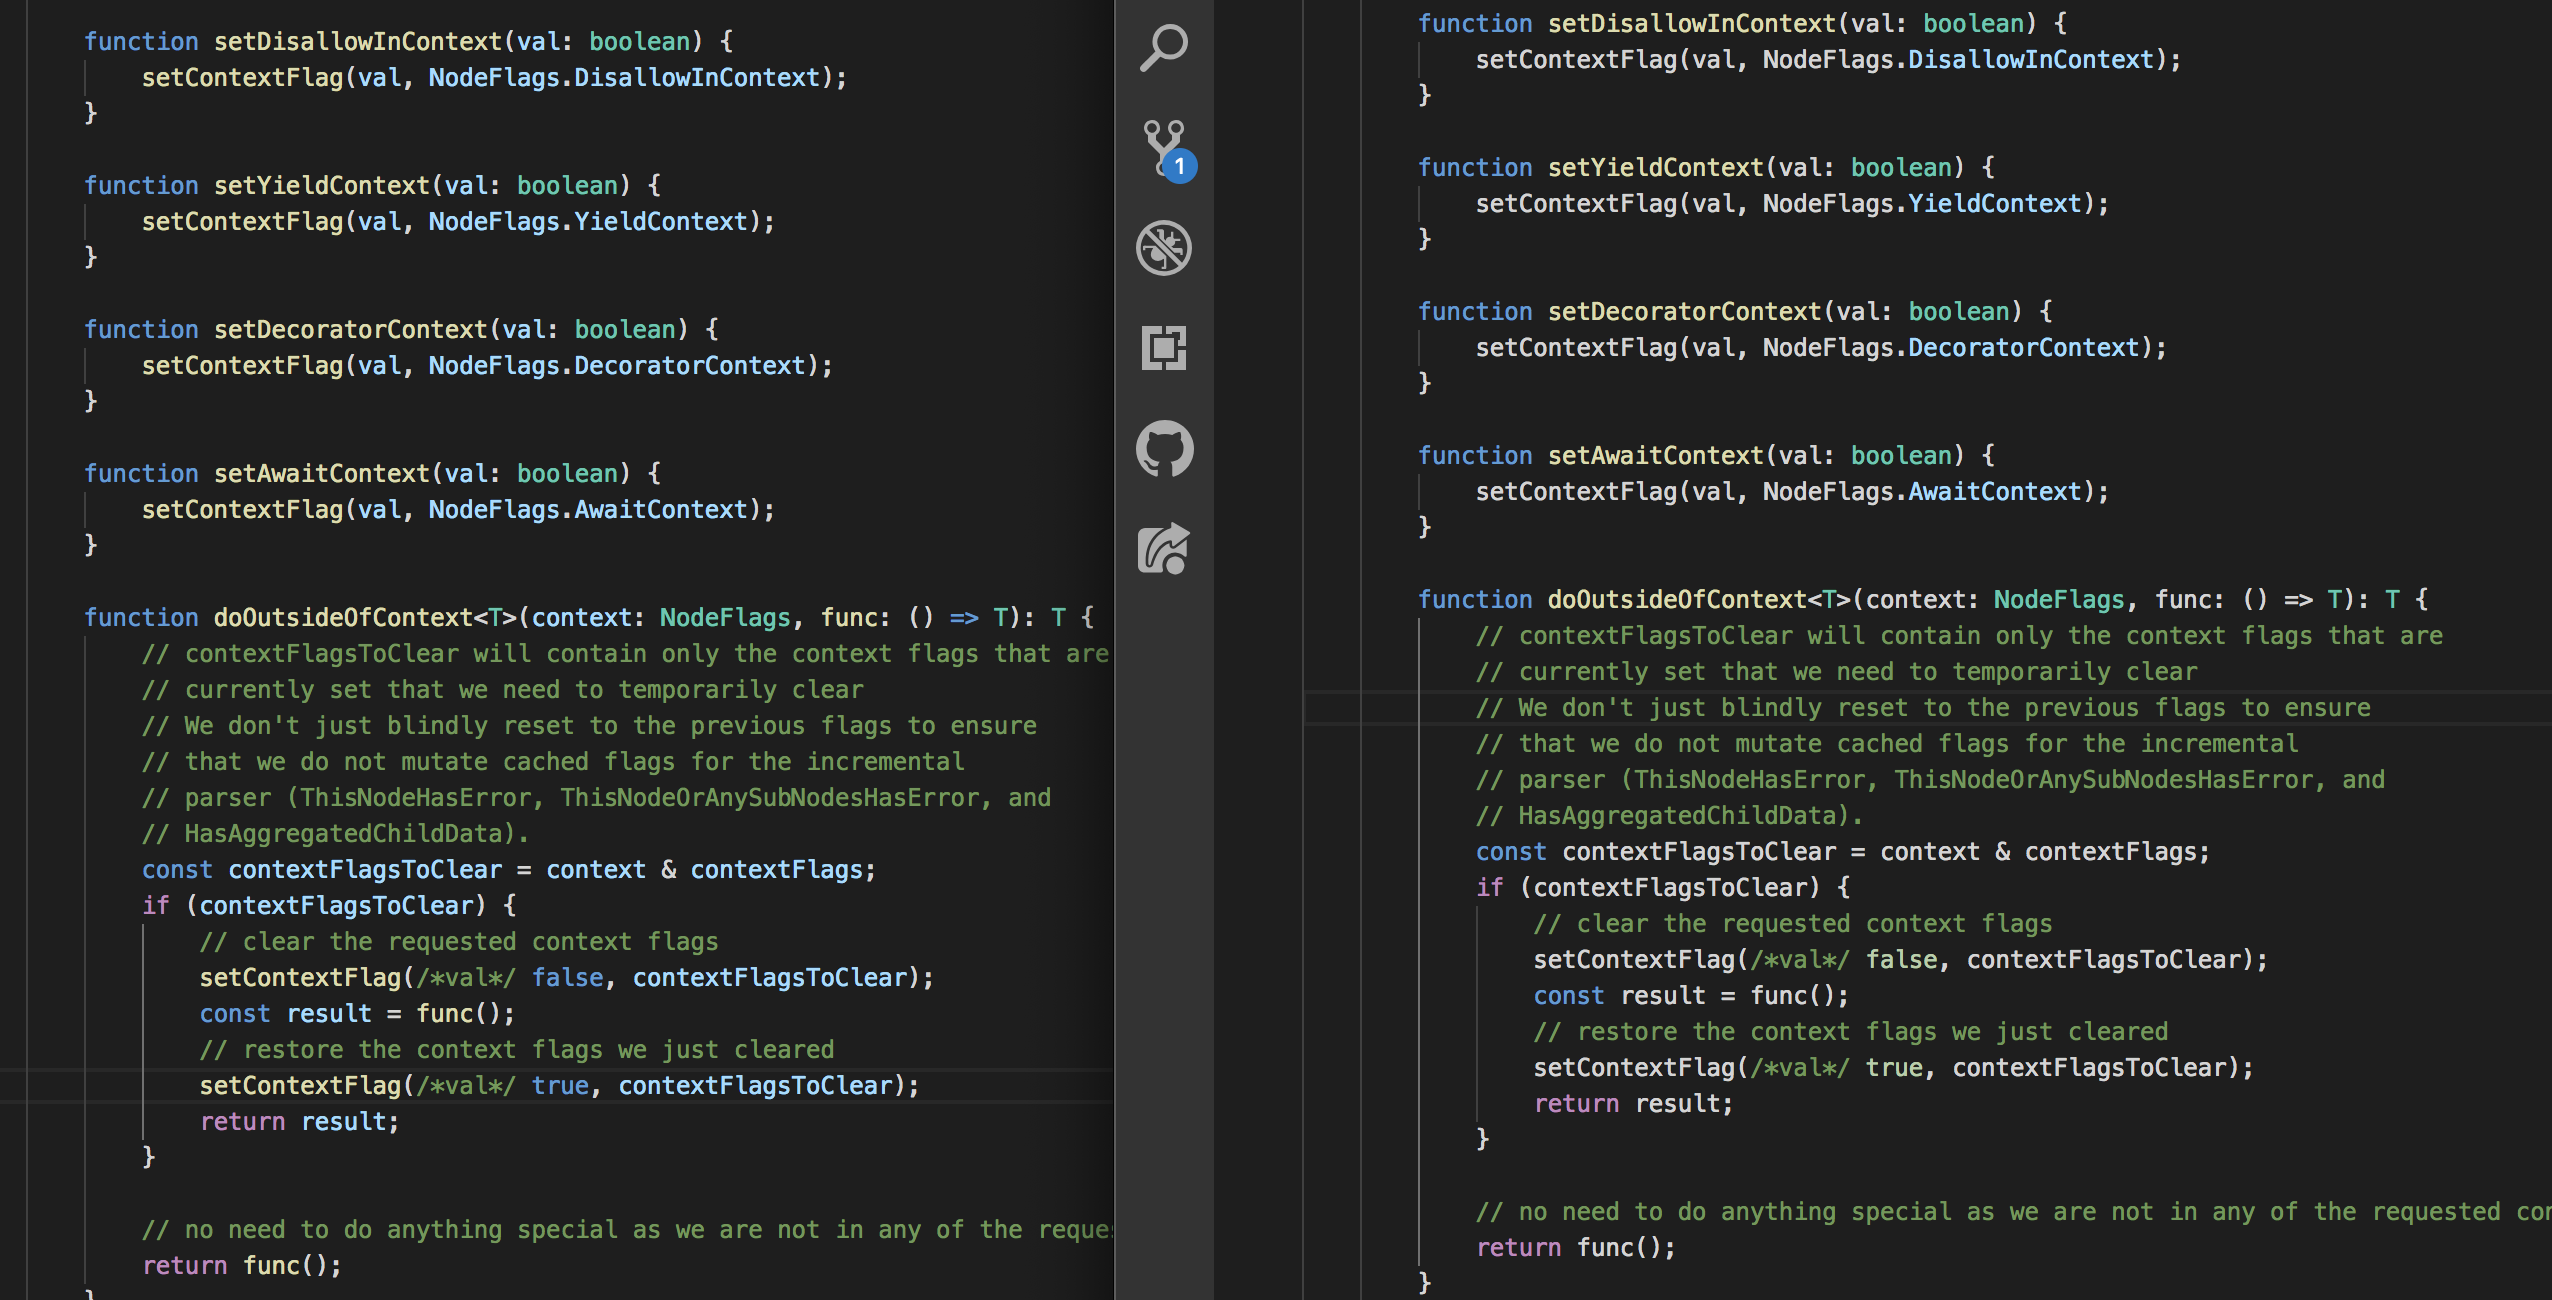 function setDisallowInContext(val: boolean) {
setContextFlag(val, NodeFlags.DisallowInContext);
}
function setYieldContext(val: boolean) {
setContextFlag(val, NodeFlags.YieldContext);
}
function setDecoratorContext(val: boolean) {
setContextFlag(val, NodeFlags.DecoratorContext);
}
function setAwaitContext(val: boolean) {
setContextFlag(val, NodeFlags.AwaitContext);
}
function doOutsideOfContext<T>(context: NodeFlags, func: () => T): T {
// contextFlagsToClear will contain only the context flags that are
// currently set that we need to temporarily clear
// We don't just blindly reset to the previous flags to ensure
// that we do not mutate cached flags for the incremental
// parser (ThisNodeHasError, ThisNodeOrAnySubNodesHasError, and
// HasAggregatedChildData).
const contextFlagsToClear = context & contextFlags;
if (contextFlagsToClear) {
// clear the requested context flags
setContextFlag(/*val*/ false, contextFlagsToClear);
const result = func();
// restore the context flags we just cleared
setContextFlag(/*val*/ true, contextFlagsToClear);
return result;
}
// no need to do anything special as we are not in any of the
return func();
}
1
function setDisallowInContext(val: boolean) {
setContextFlag(val, NodeFlags.DisallowInContext);
}
function setYieldContext(val: boolean) {
setContextFlag(val, NodeFlags.YieldContext);
}
function setDecoratorContext(val: boolean) {
setContextFlag(val, NodeFlags.DecoratorContext);
}
function setAwaitContext(val: boolean) {
setContextFlag(val, NodeFlags.AwaitContext);
}
function doOutsideOfContext<T>(context: NodeFlags, func: () => T): T {
// contextFlagsToClear will contain only the context flags that are
// currently set that we need to temporarily clear
// We don't just blindly reset to the previous flags to ensure
// that we do not mutate cached flags for the incremental
// parser (ThisNodeHasError, ThisNodeOrAnySubNodesHasError, and
// HasAggregatedChildData).
const contextFlagsToClear = context & contextFlags;
if (contextFlagsToClear) {
// clear the requested context flags
setContextFlag(/*val*/ false, contextFlagsToClear);
const result = func();
// restore the context flags we just cleared
setContextFlag(/*val*/ true, contextFlagsToClear);
return result;
}
// no need to do anything special as we are not in any of the requested
return func();
}